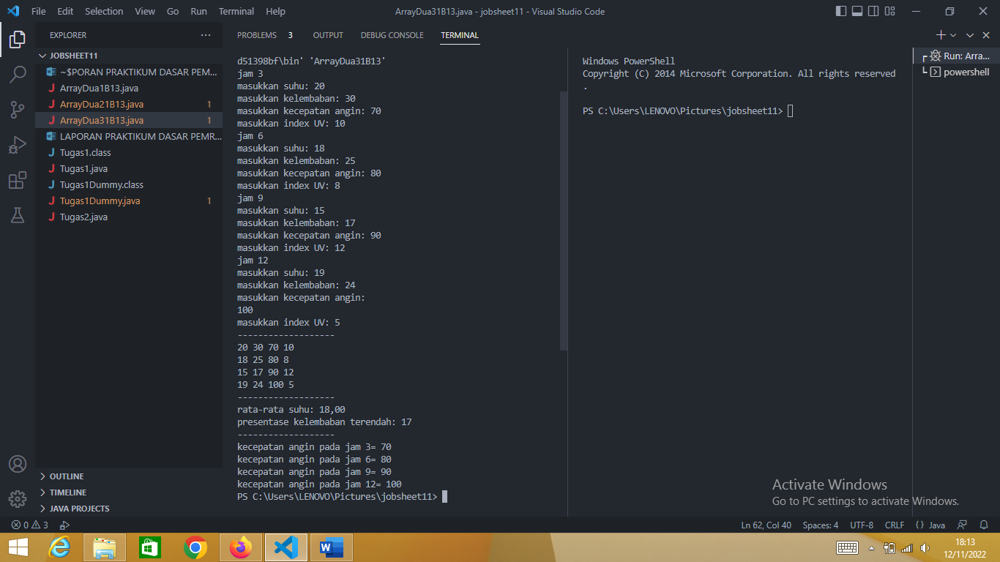 File Edit Selection View Go Run Terminal Help
ArrayDua31B13.java - jobsheet11 - Visual Studio Code
EXPLORER
JOBSHEET11
~$PORAN PRAKTIKUM DASAR PEM...
ArrayDua1B13.java
ArrayDua21B13.java 1
ArrayDua31B13.java 1
LAPORAN PRAKTIKUM DASAR PEMR...
Tugas1.class
Tugas1.java
Tugas1Dummy.class
Tugas1Dummy.java 1
Tugas2.java
OUTLINE
TIMELINE
JAVA PROJECTS
PROBLEMS 3 OUTPUT DEBUG CONSOLE TERMINAL
d51398bf\bin' 'ArrayDua31B13'
jam 3
masukkan suhu: 20
masukkan kelembaban: 30
masukkan kecepatan angin: 70
masukkan index UV: 10
jam 6
masukkan suhu: 18
masukkan kelembaban: 25
masukkan kecepatan angin: 80
masukkan index UV: 8
jam 9
masukkan suhu: 15
masukkan kelembaban: 17
masukkan kecepatan angin: 90
masukkan index UV: 12
jam 12
masukkan suhu: 19
masukkan kelembaban: 24
masukkan kecepatan angin:
100
masukkan index UV: 5
-------------------
20 30 70 10
18 25 80 8
15 17 90 12
19 24 100 5
-------------------
rata-rata suhu: 18,00
presentase kelembaban terendah: 17
-------------------
kecepatan angin pada jam 3= 70
kecepatan angin pada jam 6= 80
kecepatan angin pada jam 9= 90
kecepatan angin pada jam 12= 100
PS C:\Users\LENOVO\Pictures\jobsheet11>
Windows PowerShell
Copyright (C) 2014 Microsoft Corporation. All rights reserved
.
PS C:\Users\LENOVO\Pictures\jobsheet11>
Run: Arra...
powershell
Activate Windows
Go to PC settings to activate Windows.
0 3
Ln 62, Col 40 Spaces: 4 UTF-8 CRLF {} Java
18:13
12/11/2022